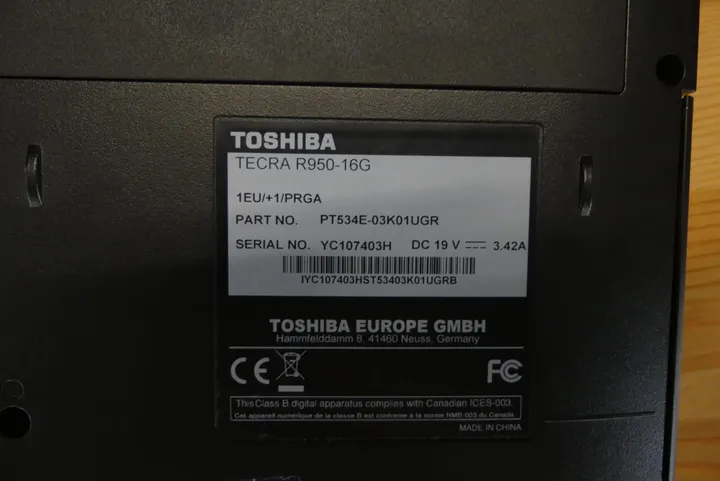 TOSHIBA
TECRA R950-16G
1EU/+1/PRGA
PART NO. PT534E-03K01UGR
SERIAL NO. YC107403H DC 19 V 3.42A
IYC107403HST53403K01UGRB
TOSHIBA EUROPE GMBH
Hammfelddamm 8, 41460 Neuss, Germany
CE FC
This Class B digital apparatus complies with Canadian ICES-003.
Cet appareil numérique de la classe B est conforme à la norme NMB-003 du Canada.
MADE IN CHINA